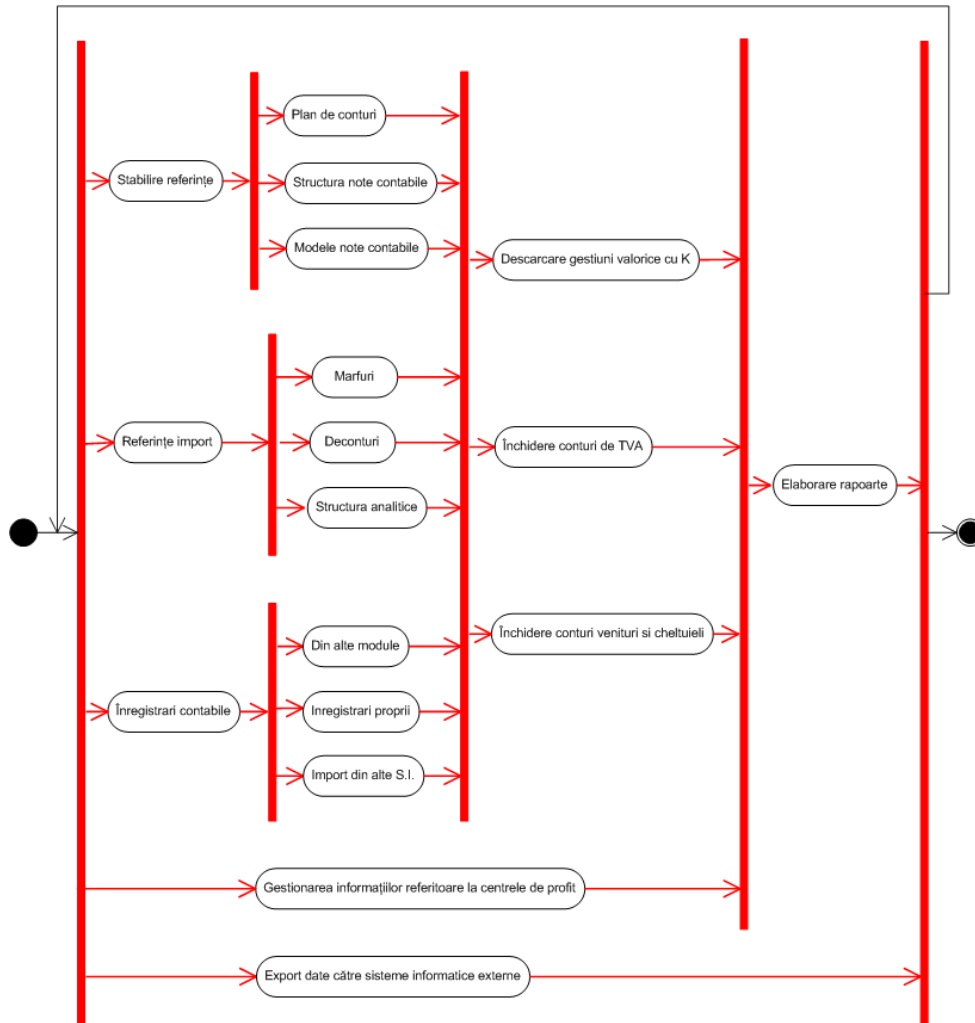 Plan de conturi
Stabilire referințe
Structura note contabile
Modele note contabile
Descarcare gestiuni valorice cu K
Marfuri
Referințe import
Deconturi
Închidere conturi de TVA
Elaborare rapoarte
Structura analitice
Închidere conturi venituri si cheltuieli
Din alte module
Înregistrari contabile
Inregistrari proprii
Import din alte S.I.
Gestionarea informațiilor referitoare la centrele de profit
Export date către sisteme informatice externe